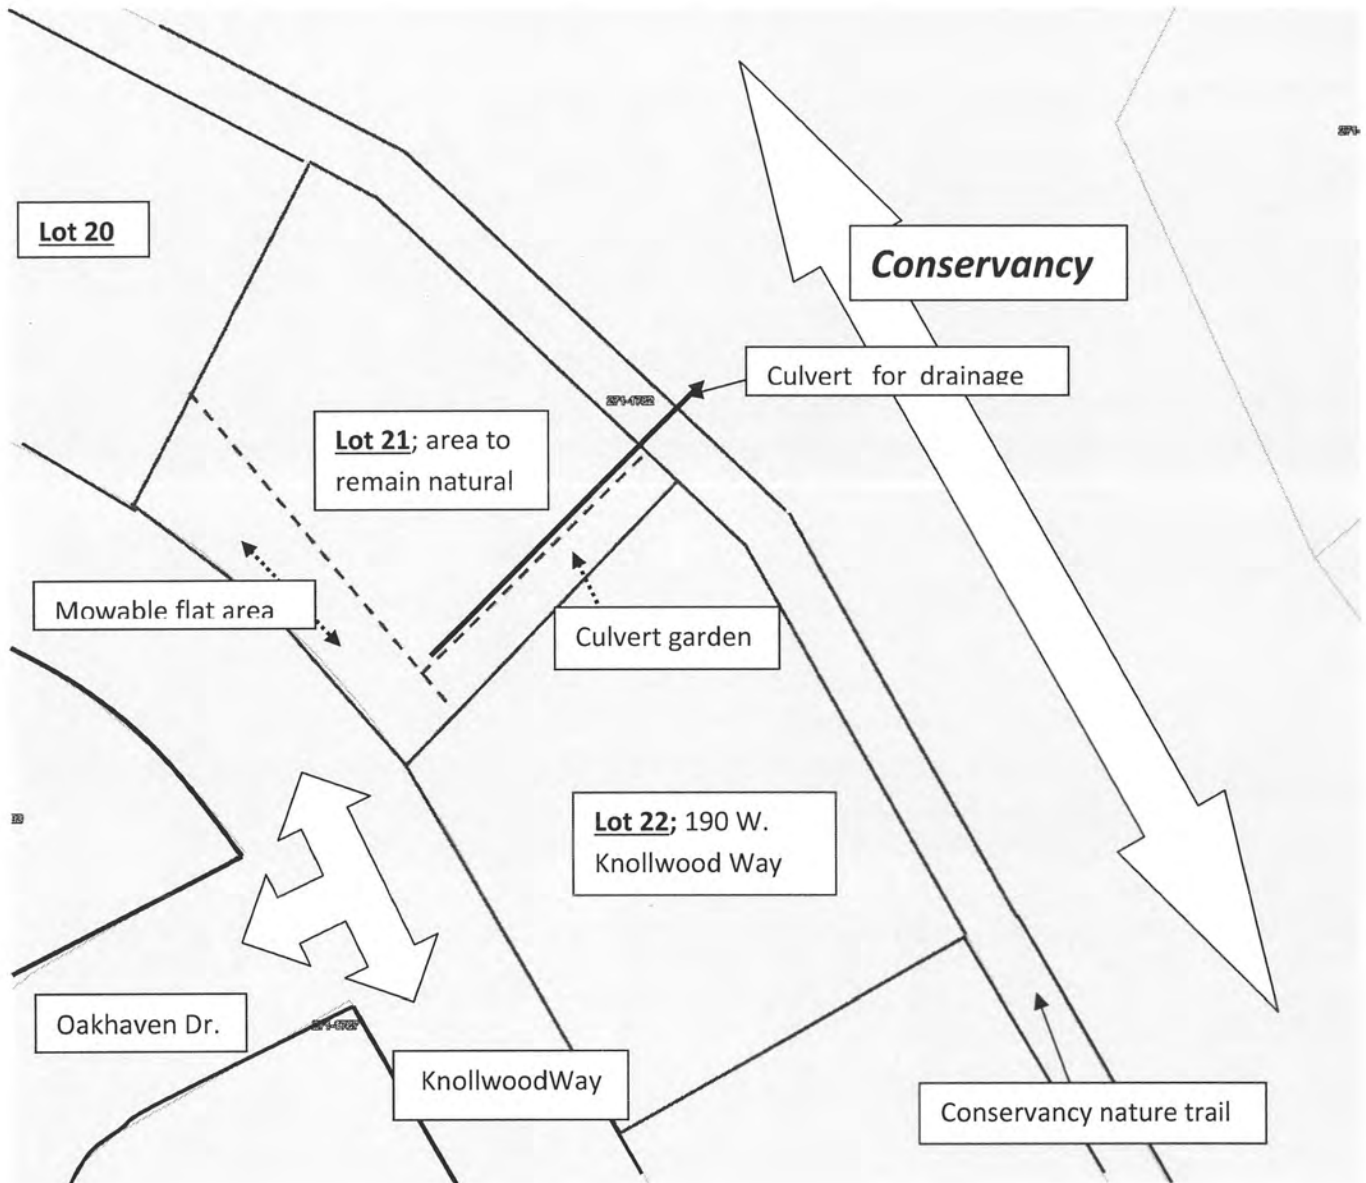 Lot 20
Conservancy
Culvert for drainage
Lot 21; area to
remain natural
Mowable flat area
Culvert garden
Lot 22; 190 W.
Knollwood Way
Oakhaven Dr.
KnollwoodWay
Conservancy nature trail